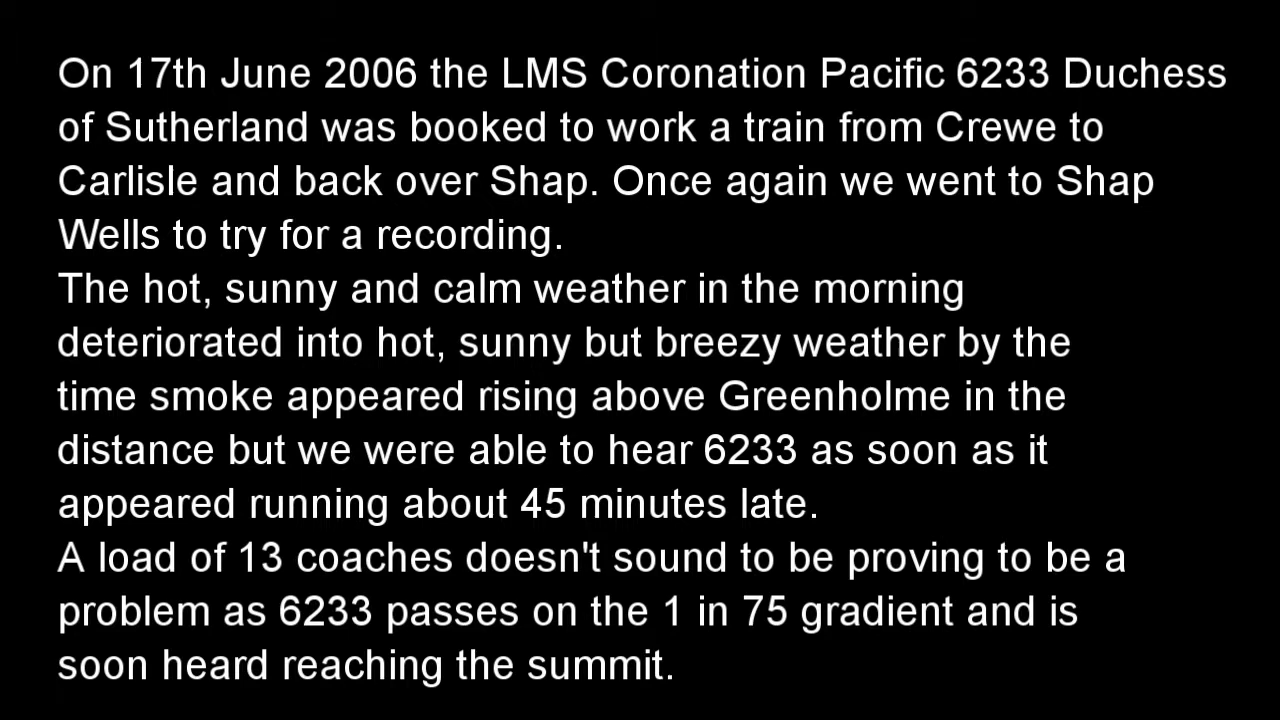 On 17th June 2006 the LMS Coronation Pacific 6233 Duchess
of Sutherland was booked to work a train from Crewe to
Carlisle and back over Shap. Once again we went to Shap
Wells to try for a recording.
The hot, sunny and calm weather in the morning
deteriorated into hot, sunny but breezy weather by the
time smoke appeared rising above Greenholme in the
distance but we were able to hear 6233 as soon as it
appeared running about 45 minutes late.
A load of 13 coaches doesn't sound to be proving to be a
problem as 6233 passes on the 1 in 75 gradient and is
soon heard reaching the summit.